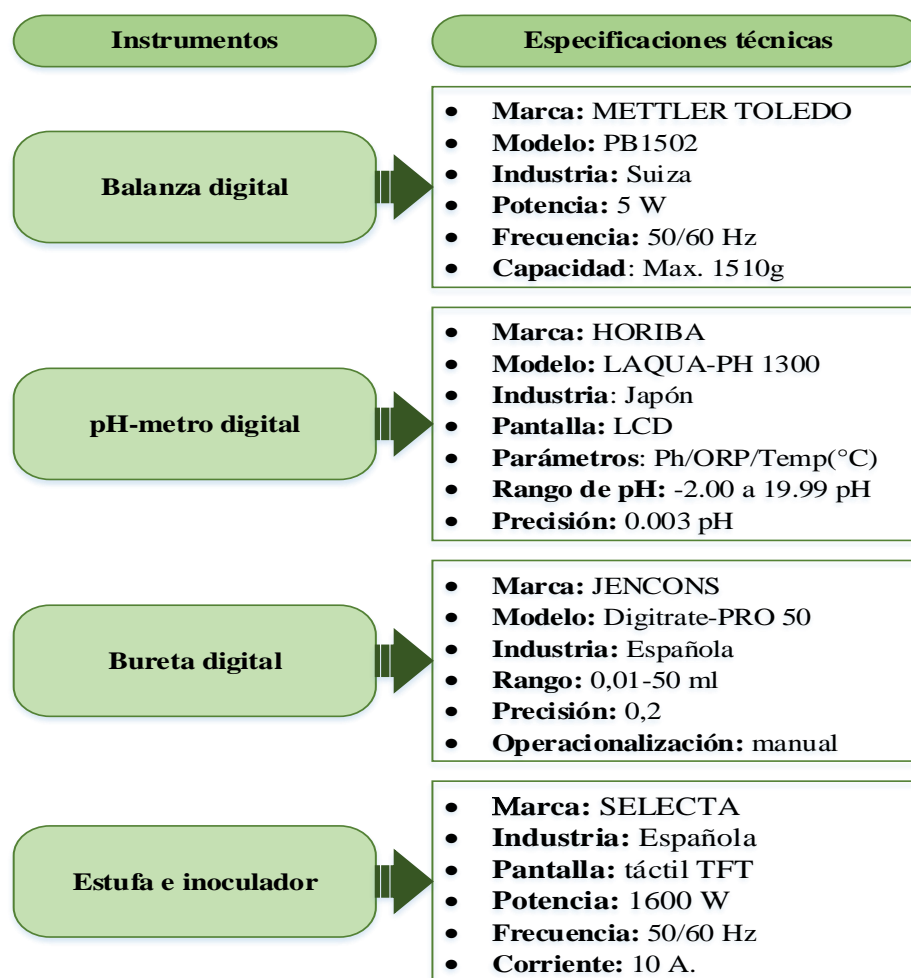 Instrumentos
Especificaciones técnicas
Balanza digital
• Marca: METTLER TOLEDO
• Modelo: PB1502
• Industria: Suiza
• Potencia: 5 W
• Frecuencia: 50/60 Hz
• Capacidad: Max. 1510g
pH-metro digital
• Marca: HORIBA
• Modelo: LAQUA-PH 1300
• Industria: Japón
• Pantalla: LCD
• Parámetros: Ph/ORP/Temp(°C)
• Rango de pH: -2.00 a 19.99 pH
• Precisión: 0.003 pH
Bureta digital
• Marca: JENCONS
• Modelo: Digitrate-PRO 50
• Industria: Española
• Rango: 0,01-50 ml
• Precisión: 0,2
• Operacionalización: manual
Estufa e inoculador
• Marca: SELECTA
• Industria: Española
• Pantalla: táctil TFT
• Potencia: 1600 W
• Frecuencia: 50/60 Hz
• Corriente: 10 A.